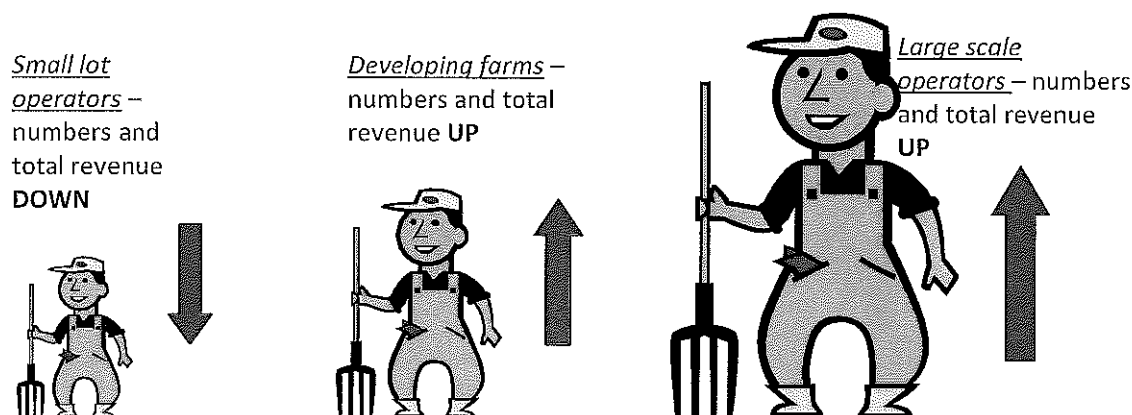 Small lot
operators –
numbers and
total revenue
DOWN
Developing farms –
numbers and total
revenue UP
Large scale
operators – numbers
and total revenue
UP